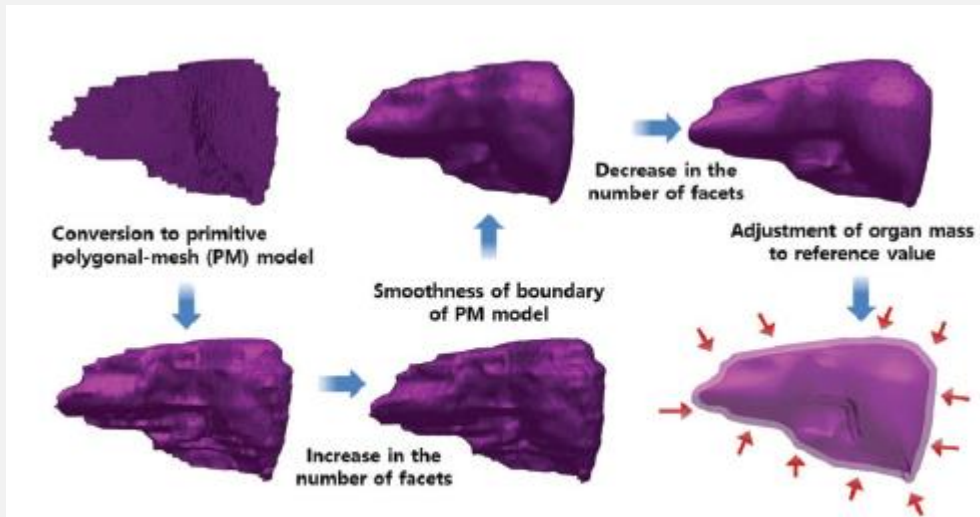 Conversion to primitive
polygonal-mesh (PM) model
Increase in the
number of facets
Smoothness of boundary
of PM model
Decrease in the
number of facets
Adjustment of organ mass
to reference value